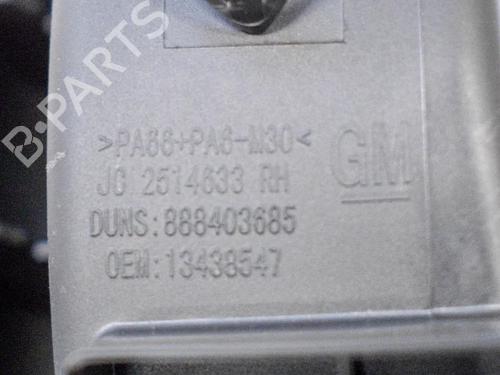 B-PARTS
>PA66+PA6-M30<
GM
JC 2514633 RH
DUNS:888403685
OEM:13438547